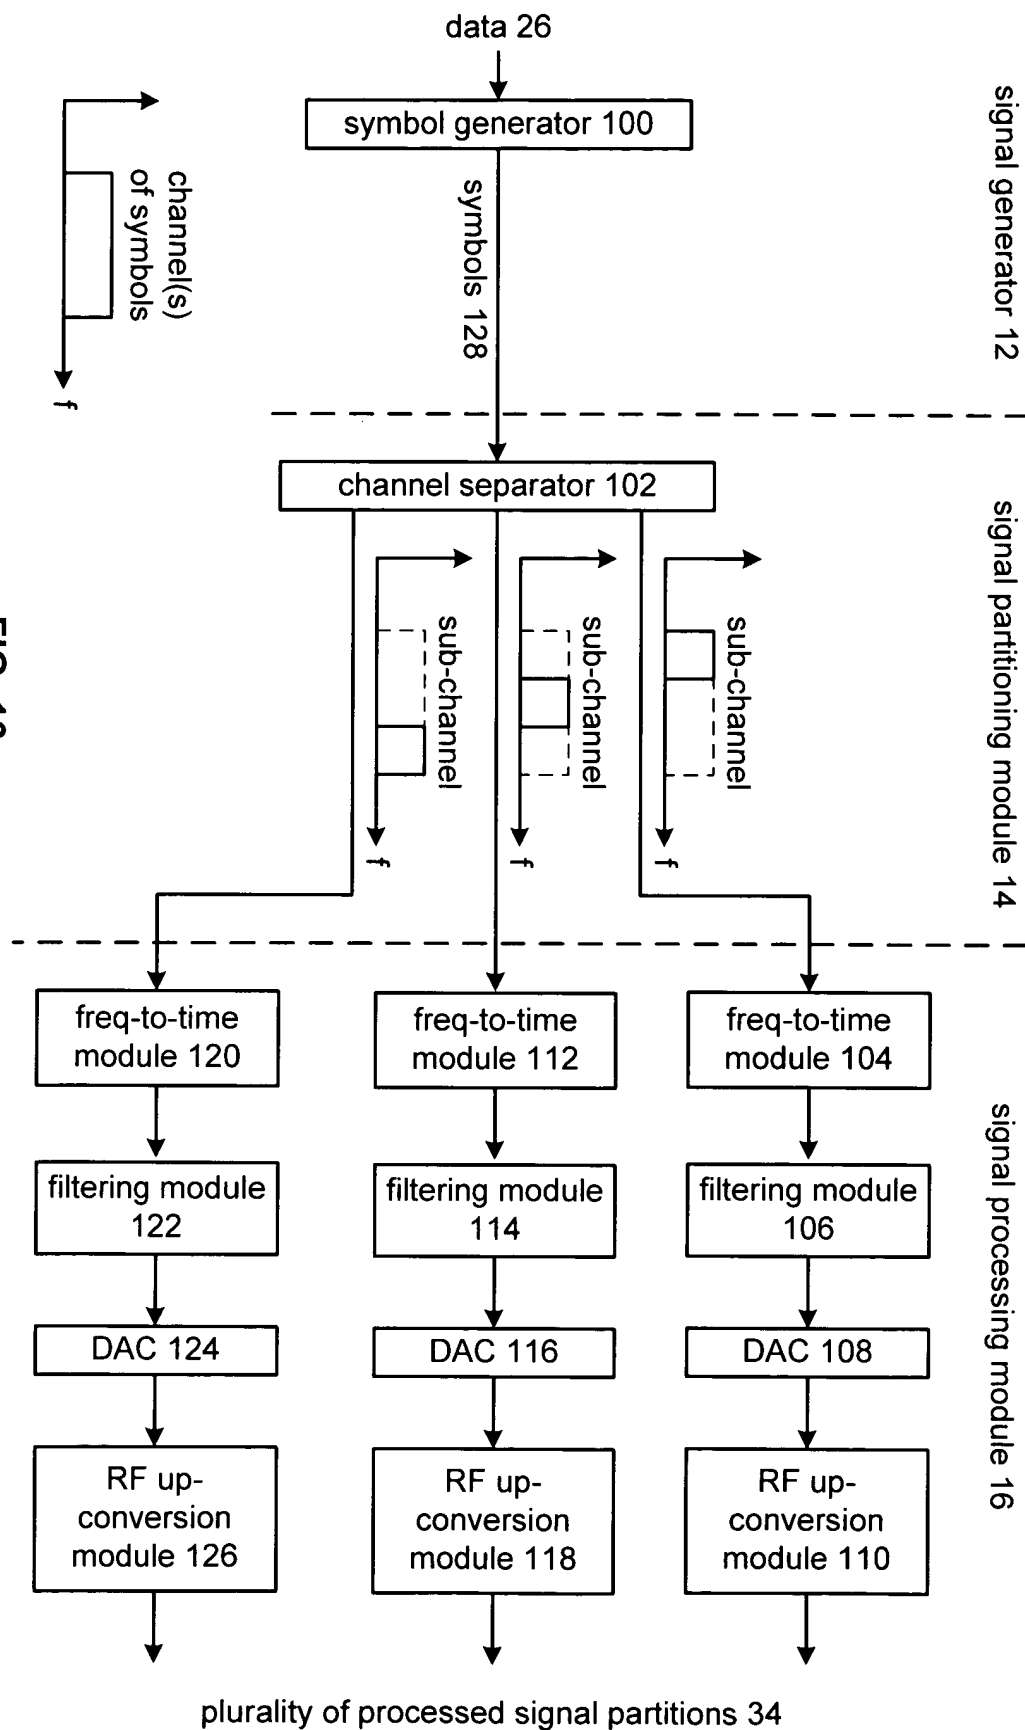 data 26
symbol generator 100
symbols 128
signal generator 12
channel(s)
of symbols
f
channel separator 102
signal partitioning module 14
sub-channel
f
sub-channel
f
sub-channel
f
freq-to-time
module 120
freq-to-time
module 112
freq-to-time
module 104
filtering module
122
filtering module
114
filtering module
106
signal processing module 16
DAC 124
DAC 116
DAC 108
RF up-
conversion
module 126
RF up-
conversion
module 118
RF up-
conversion
module 110
plurality of processed signal partitions 34